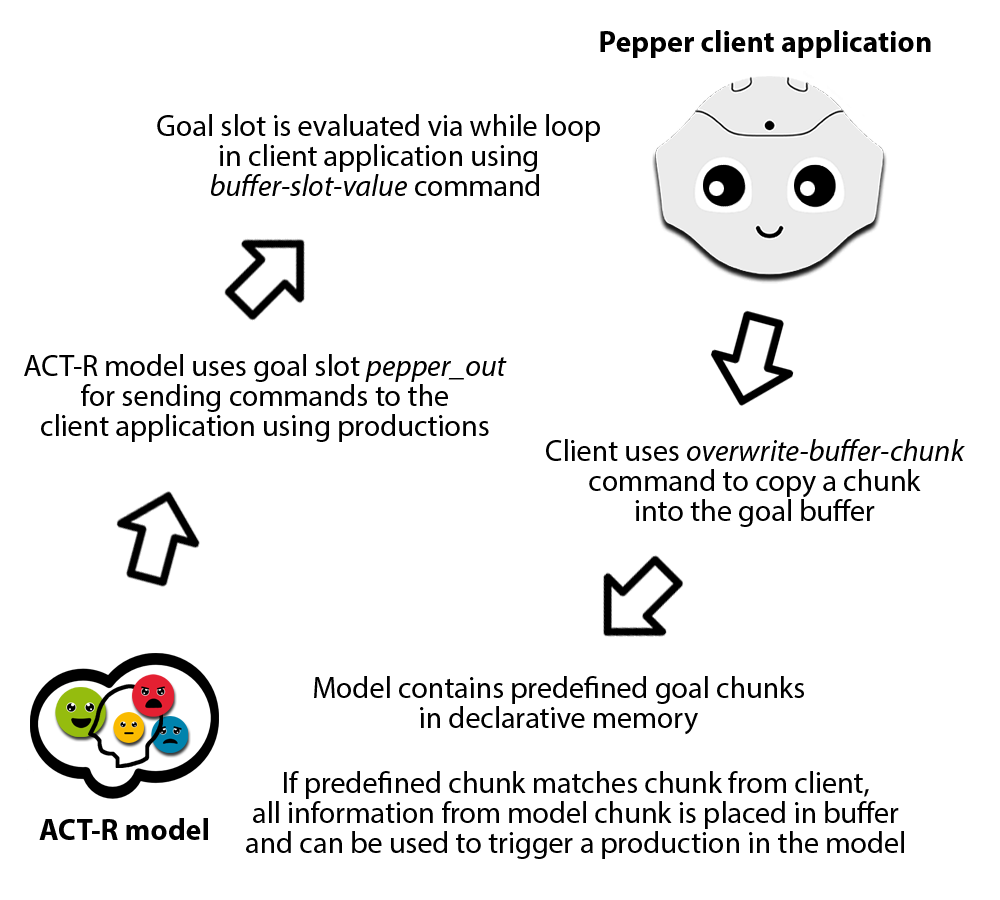 Pepper client application
Goal slot is evaluated via while loop
in client application using
buffer-slot-value command
ACT-R model uses goal slot pepper_out
for sending commands to the
client application using productions
Client uses overwrite-buffer-chunk
command to copy a chunk
into the goal buffer
Model contains predefined goal chunks
in declarative memory
If predefined chunk matches chunk from client,
all information from model chunk is placed in buffer
and can be used to trigger a production in the model
ACT-R model